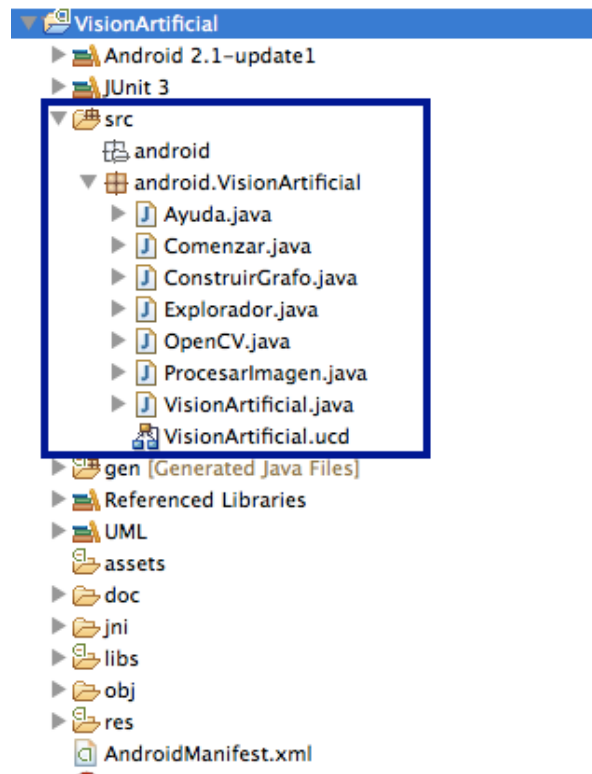 VisionArtificial
Android 2.1-update1
JUnit 3
src
android
android.VisionArtificial
Ayuda.java
Comenzar.java
ConstruirGrafo.java
Explorador.java
OpenCV.java
ProcesarImagen.java
VisionArtificial.java
VisionArtificial.ucd
gen [Generated Java Files]
Referenced Libraries
UML
assets
doc
jni
libs
obj
res
AndroidManifest.xml